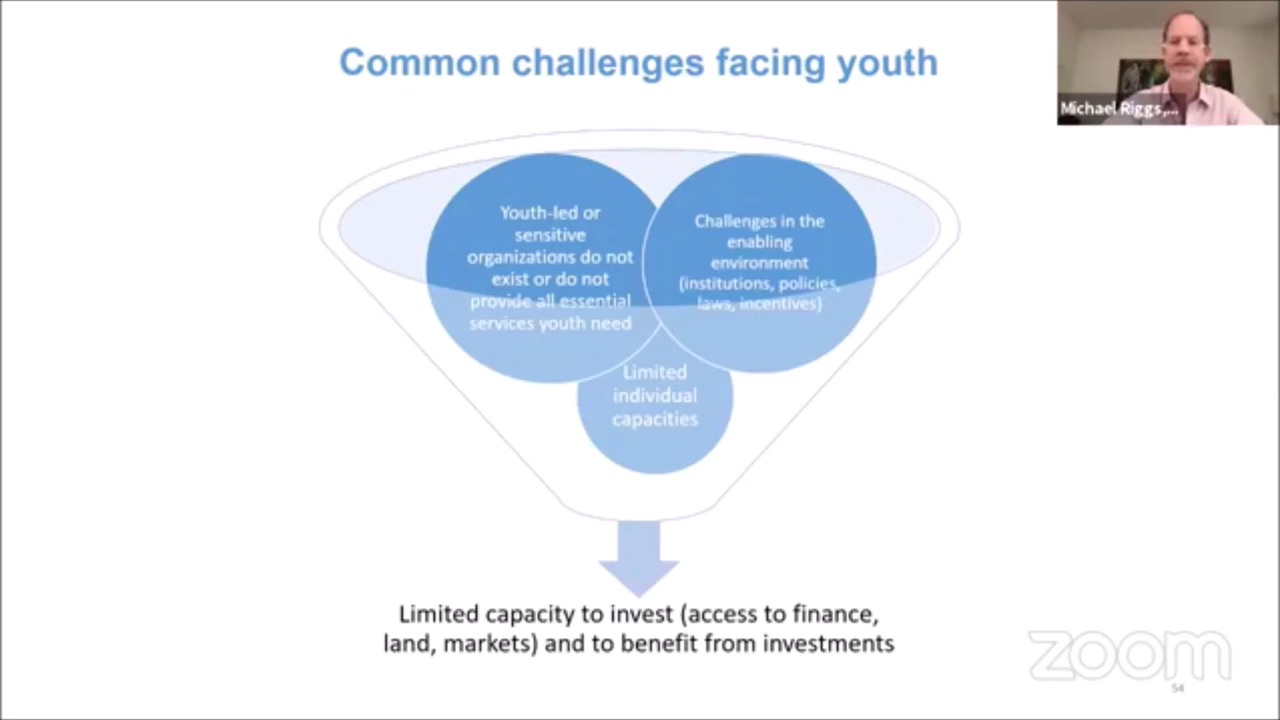 Common challenges facing youth
Michael Riggs,...
Youth-led or
sensitive
organizations do not
exist or do not
provide all essential
services youth need
Challenges in the
enabling
environment
(institutions, policies,
laws, incentives)
Limited
individual
capacities
Limited capacity to invest (access to finance,
land, markets) and to benefit from investments
zoom
54